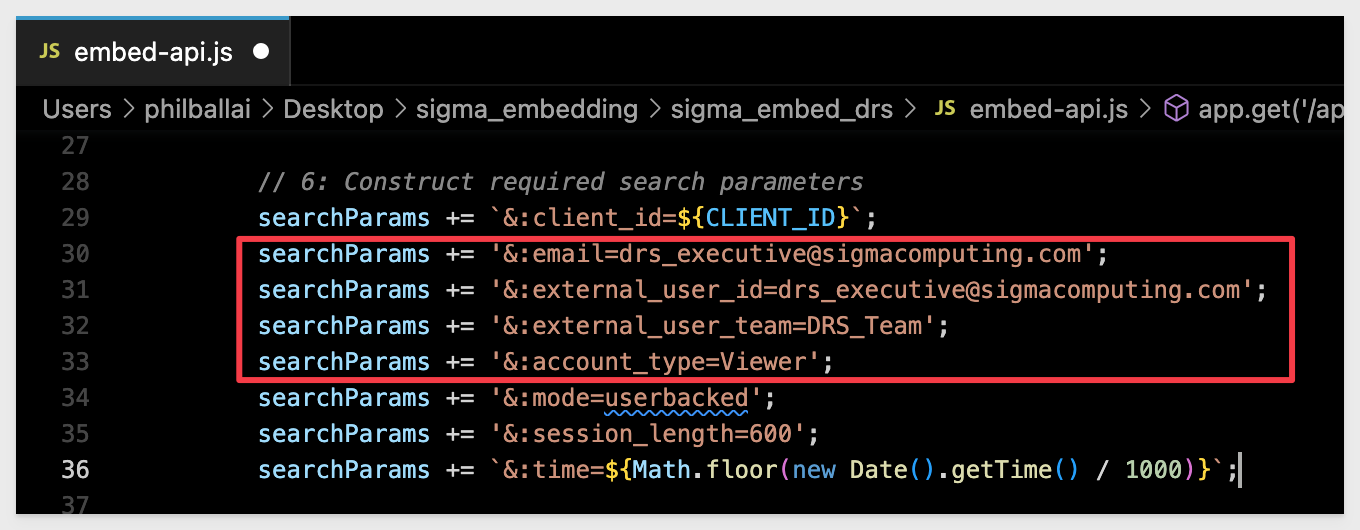 JS embed-api.js
Users > philballai > Desktop > sigma_embedding > sigma_embed_drs > JS embed-api.js > app.get('/ap
27
28 // 6: Construct required search parameters
29 searchParams += `&:client_id=${CLIENT_ID}`;
30 searchParams += '&:email=drs_executive@sigmacomputing.com';
31 searchParams += '&:external_user_id=drs_executive@sigmacomputing.com';
32 searchParams += '&:external_user_team=DRS_Team';
33 searchParams += '&:account_type=Viewer';
34 searchParams += '&:mode=userbacked';
35 searchParams += '&:session_length=600';
36 searchParams += `&:time=${Math.floor(new Date().getTime() / 1000)}`;
37